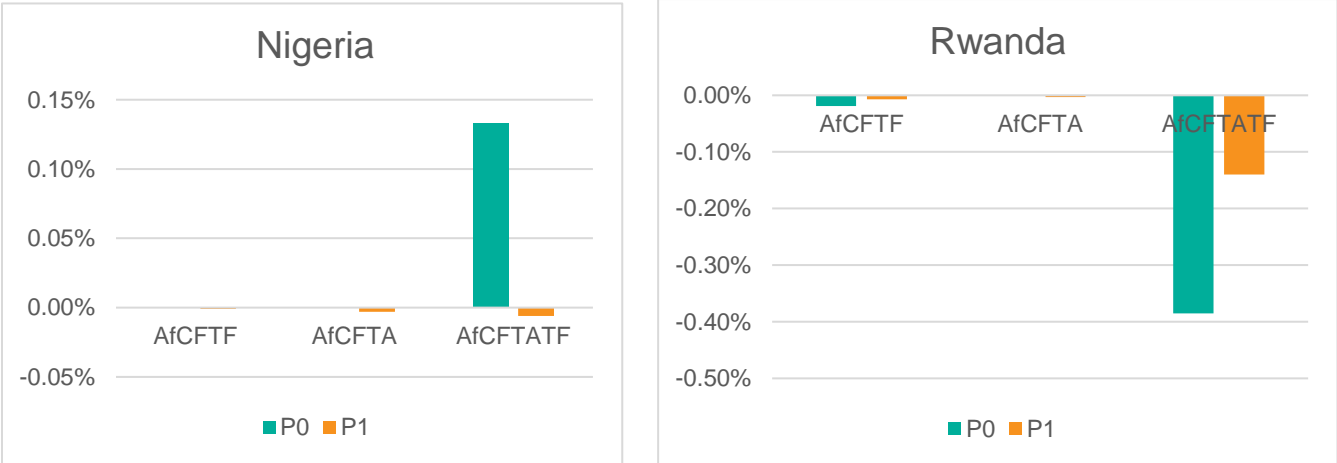 Nigeria
0.15%
0.10%
0.05%
0.00%
AfCFTF AfCFTA AfCFTATF
-0.05%
P0 P1
Rwanda
0.00%
AfCFTF AfCFTA AfCFTATF
-0.10%
-0.20%
-0.30%
-0.40%
-0.50%
P0 P1